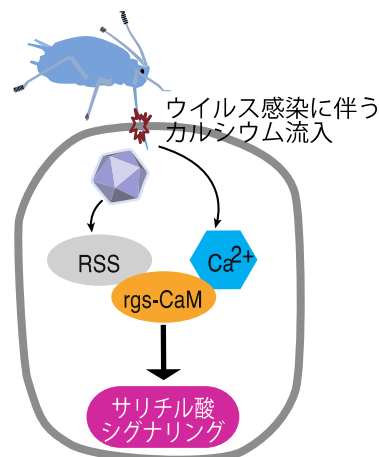 ウイルス感染に伴う
カルシウム流入
RSS
Ca2+
rgs-CaM
サリチル酸
シグナリング